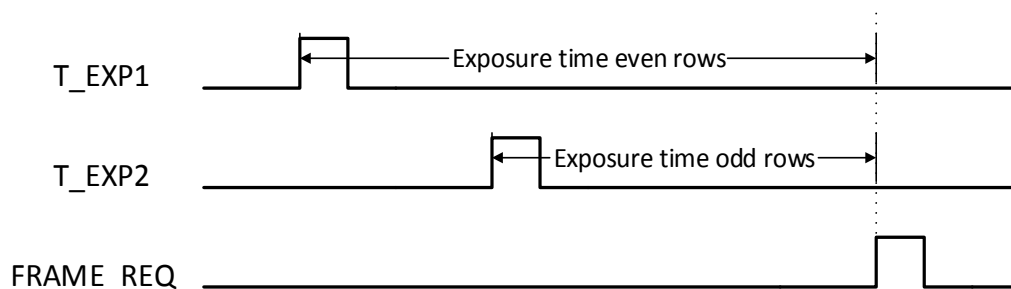 T_EXP1
Exposure time even rows
T_EXP2
Exposure time odd rows
FRAME_REQ